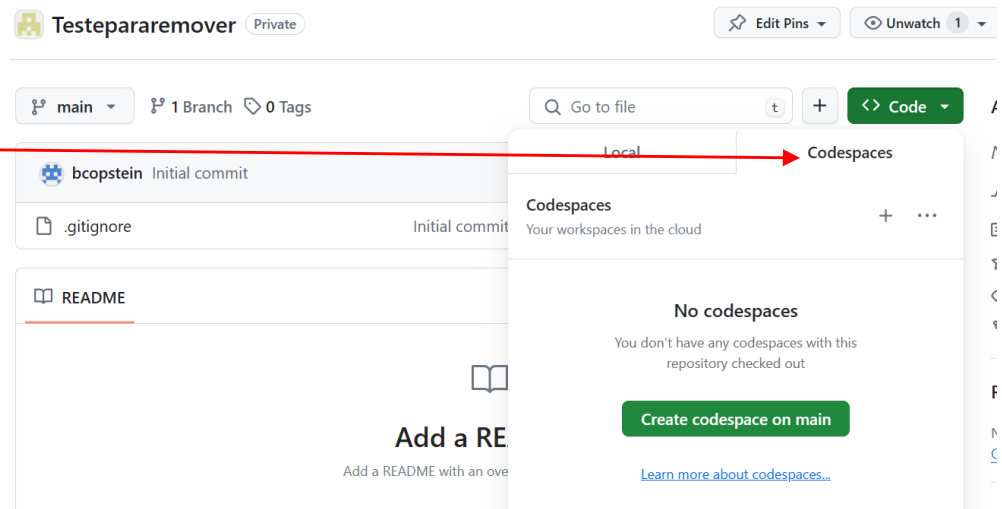 Testepararemover Private Edit Pins Unwatch 1
main 1 Branch 0 Tags Go to file t + Code
Local Codespaces
bcopstein Initial commit
.gitignore Initial commit
Codespaces
Your workspaces in the cloud
README
No codespaces
You don't have any codespaces with this
repository checked out
Create codespace on main
Add a RE
Add a README with an ove
Learn more about codespaces...